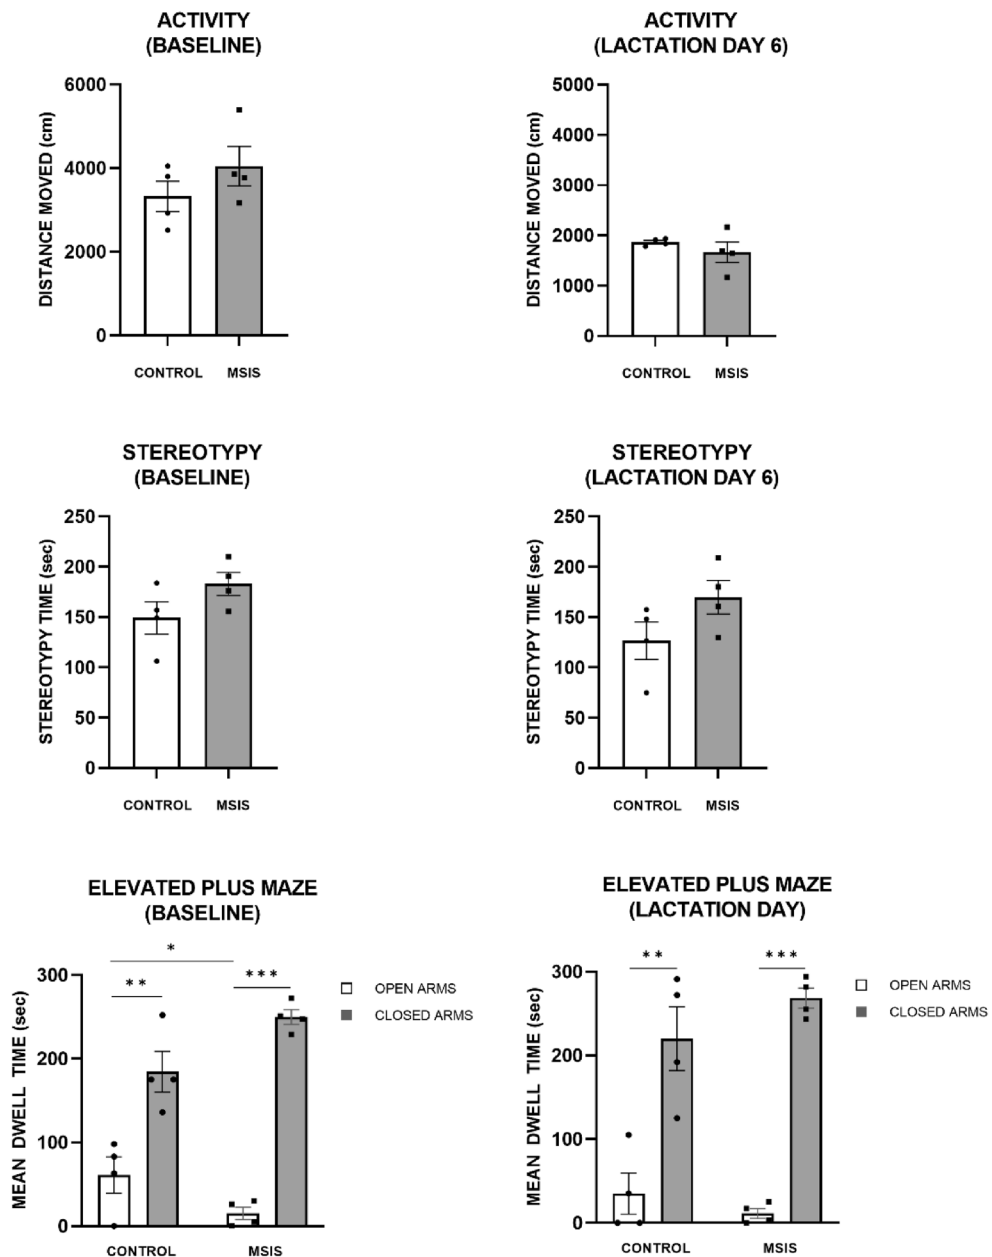 ACTIVITY
(BASELINE)
DISTANCE MOVED (cm)
6000
4000
2000
0
CONTROL MSIS
ACTIVITY
(LACTATION DAY 6)
DISTANCE MOVED (cm)
5000
4000
3000
2000
1000
0
CONTROL MSIS
STEREOTYPY
(BASELINE)
STEREOTYPY TIME (sec)
250
200
150
100
50
0
CONTROL MSIS
STEREOTYPY
(LACTATION DAY 6)
STEREOTYPY TIME (sec)
250
200
150
100
50
0
CONTROL MSIS
ELEVATED PLUS MAZE
(BASELINE)
MEAN DWELL TIME (sec)
300
200
100
0
*
**
***
CONTROL MSIS
OPEN ARMS
CLOSED ARMS
ELEVATED PLUS MAZE
(LACTATION DAY)
MEAN DWELL TIME (sec)
300
200
100
0
**
***
CONTROL MSIS
OPEN ARMS
CLOSED ARMS